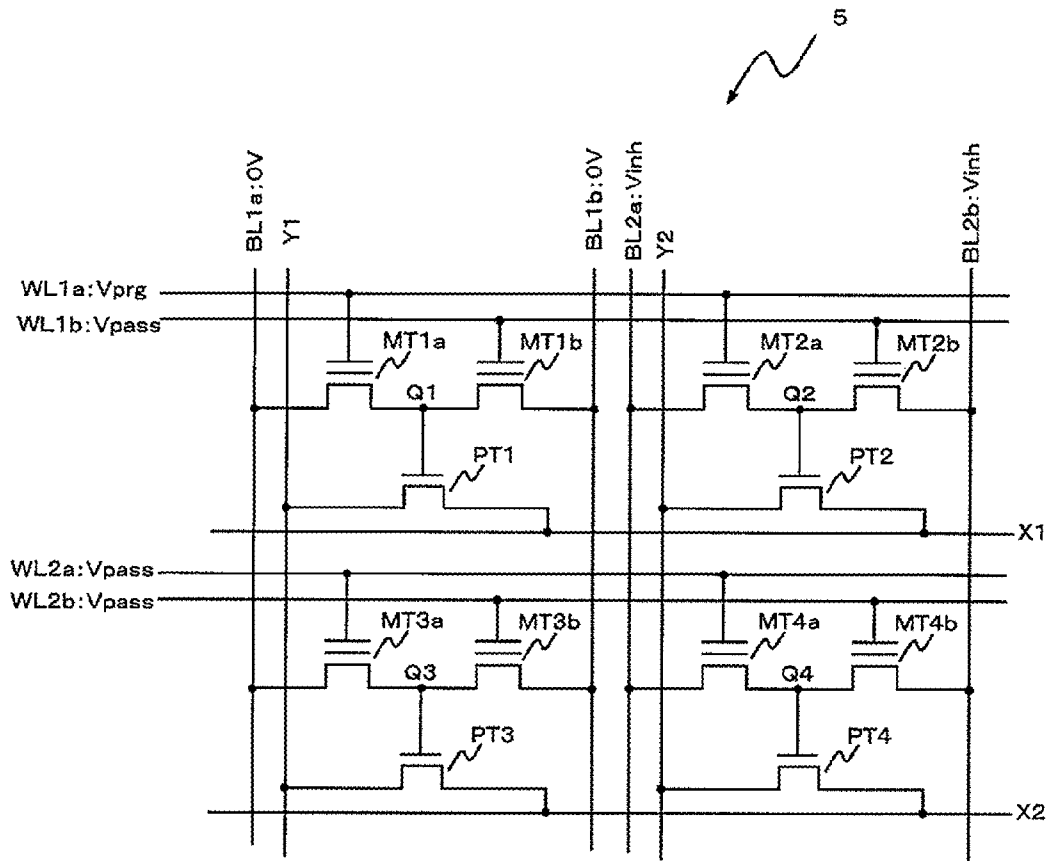 5
BL1a:0V
Y1
BL1b:0V
BL2a:Vinh
Y2
BL2b:Vinh
WL1a:Vprg
WL1b:Vpass
MT1a
MT1b
MT2a
MT2b
Q1
Q2
PT1
PT2
X1
WL2a:Vpass
WL2b:Vpass
MT3a
MT3b
MT4a
MT4b
Q3
Q4
PT3
PT4
X2